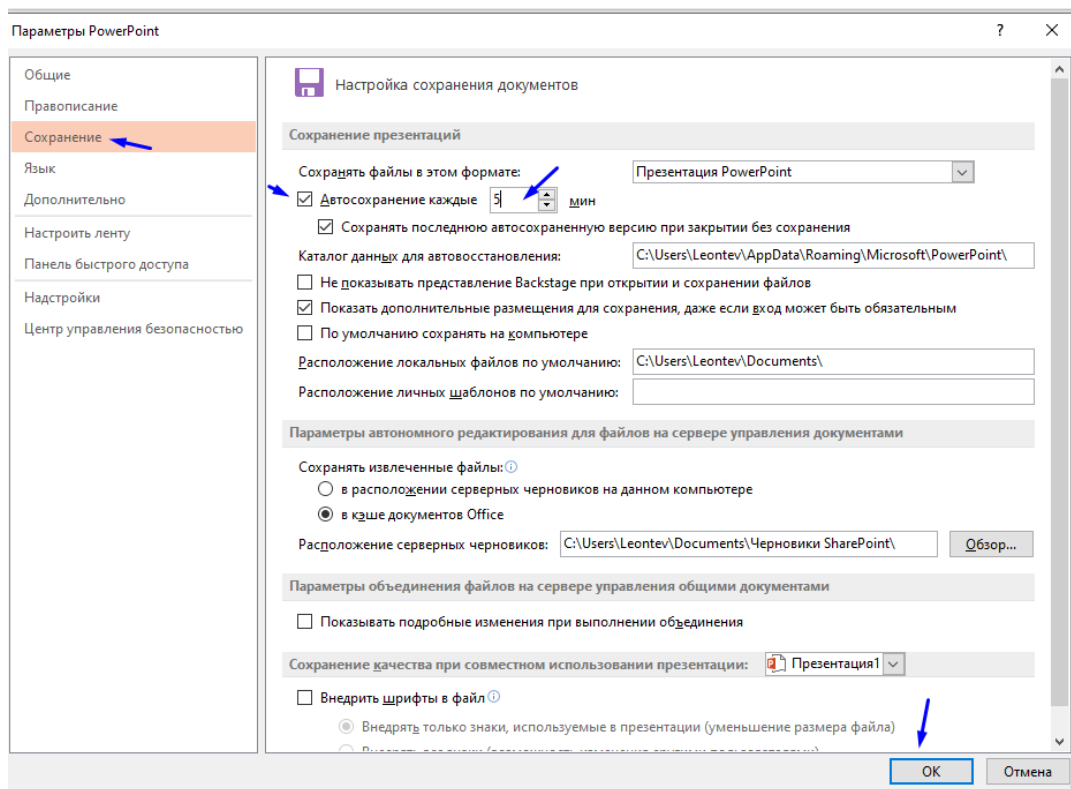 Параметры PowerPoint ? ×
Общие
Правописание
Сохранение
Язык
Дополнительно
Настроить ленту
Панель быстрого доступа
Надстройки
Центр управления безопасностью
Настройка сохранения документов
Сохранение презентаций
Сохранять файлы в этом формате: Презентация PowerPoint
Автосохранение каждые 5 мин
Сохранять последнюю автосохраненную версию при закрытии без сохранения
Каталог данных для автовосстановления: C:\Users\Leontev\AppData\Roaming\Microsoft\PowerPoint\
Не показывать представление Backstage при открытии и сохранении файлов
Показать дополнительные размещения для сохранения, даже если вход может быть обязательным
По умолчанию сохранять на компьютере
Расположение локальных файлов по умолчанию: C:\Users\Leontev\Documents\
Расположение личных шаблонов по умолчанию:
Параметры автономного редактирования для файлов на сервере управления документами
Сохранять извлеченные файлы:
в расположении серверных черновиков на данном компьютере
в кэше документов Office
Расположение серверных черновиков: C:\Users\Leontev\Documents\Черновики SharePoint\ Обзор...
Параметры объединения файлов на сервере управления общими документами
Показывать подробные изменения при выполнении объединения
Сохранение качества при совместном использовании презентации: Презентация1
Внедрить шрифты в файл
Внедрять только знаки, используемые в презентации (уменьшение размера файла)
OK Отмена